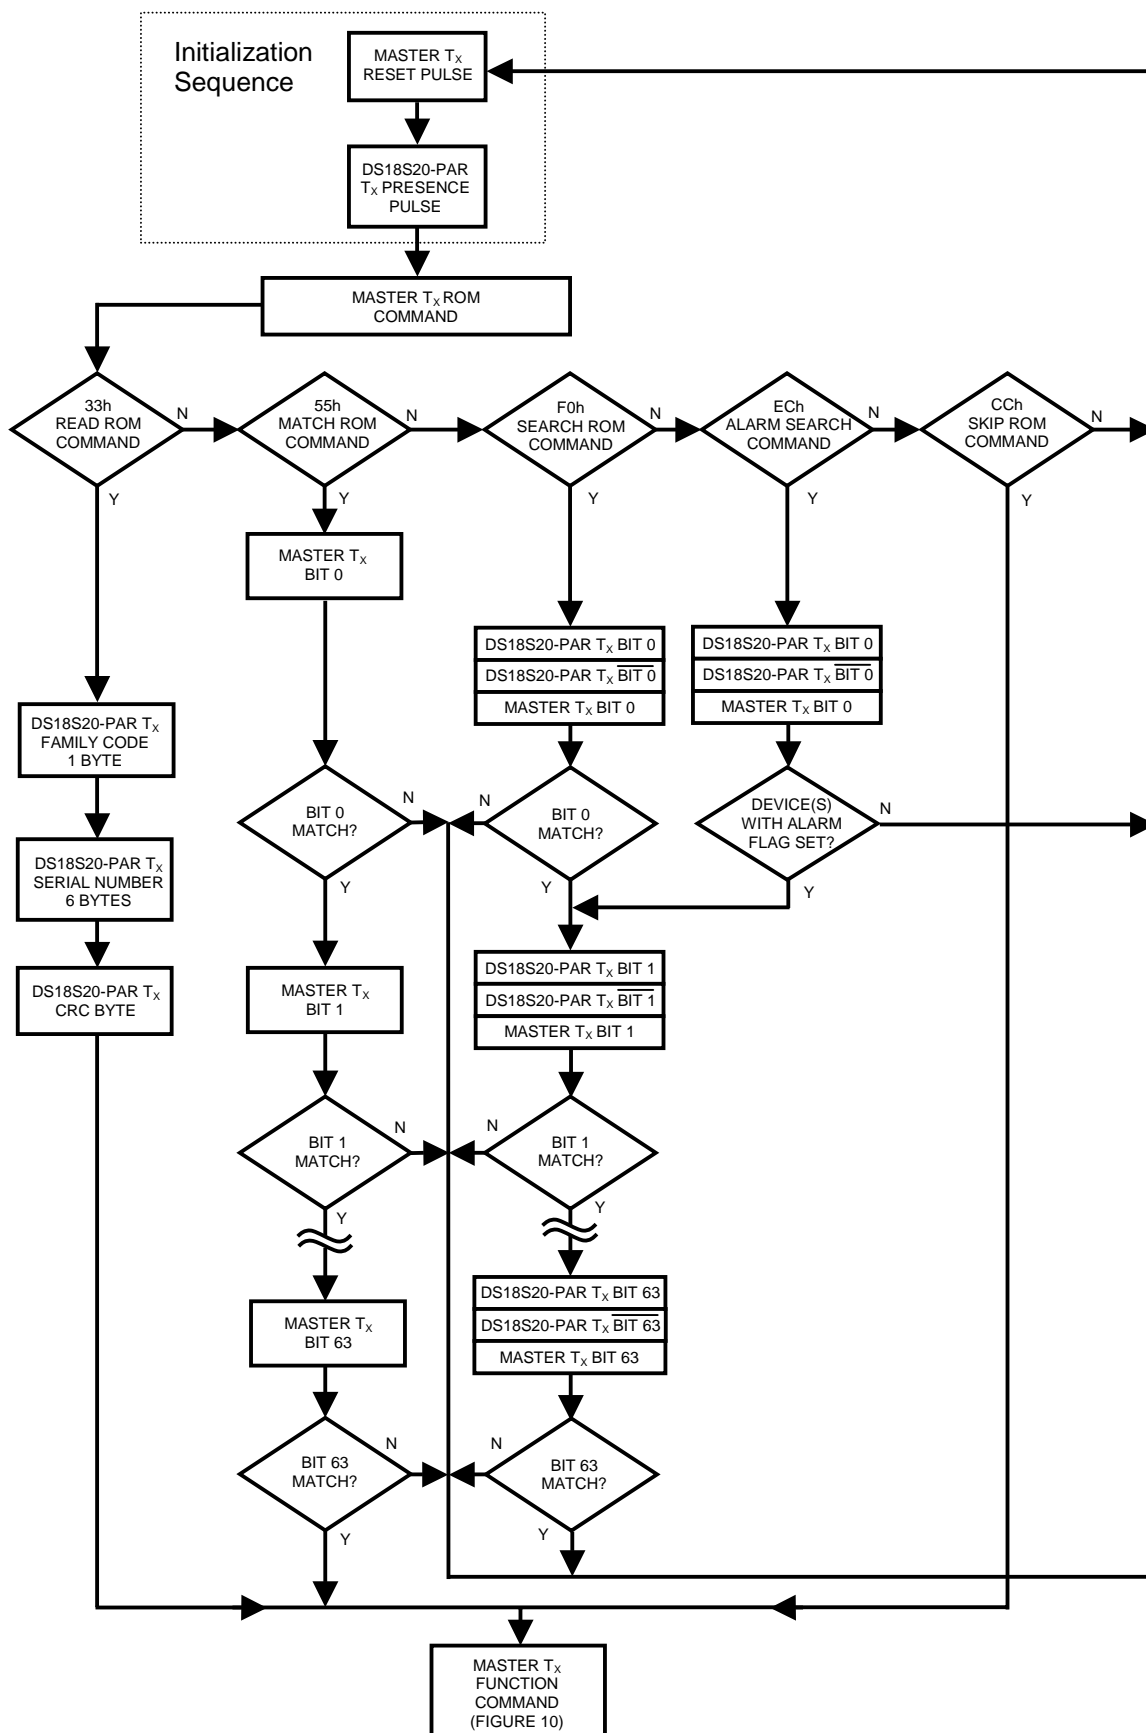 Initialization
Sequence
MASTER TX
RESET PULSE
DS18S20-PAR
TX PRESENCE
PULSE
MASTER TX ROM
COMMAND
33h
READ ROM
COMMAND
N
Y
55h
MATCH ROM
COMMAND
N
Y
F0h
SEARCH ROM
COMMAND
N
Y
ECh
ALARM SEARCH
COMMAND
N
Y
CCh
SKIP ROM
COMMAND
N
Y
MASTER TX
BIT 0
DS18S20-PAR TX BIT 0
DS18S20-PAR TX BIT 0
MASTER TX BIT 0
DS18S20-PAR TX BIT 0
DS18S20-PAR TX BIT 0
MASTER TX BIT 0
DS18S20-PAR TX
FAMILY CODE
1 BYTE
BIT 0
MATCH?
N
Y
BIT 0
MATCH?
N
Y
DEVICE(S)
WITH ALARM
FLAG SET?
N
Y
DS18S20-PAR TX
SERIAL NUMBER
6 BYTES
DS18S20-PAR TX
CRC BYTE
MASTER TX
BIT 1
DS18S20-PAR TX BIT 1
DS18S20-PAR TX BIT 1
MASTER TX BIT 1
BIT 1
MATCH?
N
Y
BIT 1
MATCH?
N
Y
MASTER TX
BIT 63
DS18S20-PAR TX BIT 63
DS18S20-PAR TX BIT 63
MASTER TX BIT 63
BIT 63
MATCH?
N
Y
BIT 63
MATCH?
N
Y
MASTER TX
FUNCTION
COMMAND
(FIGURE 10)